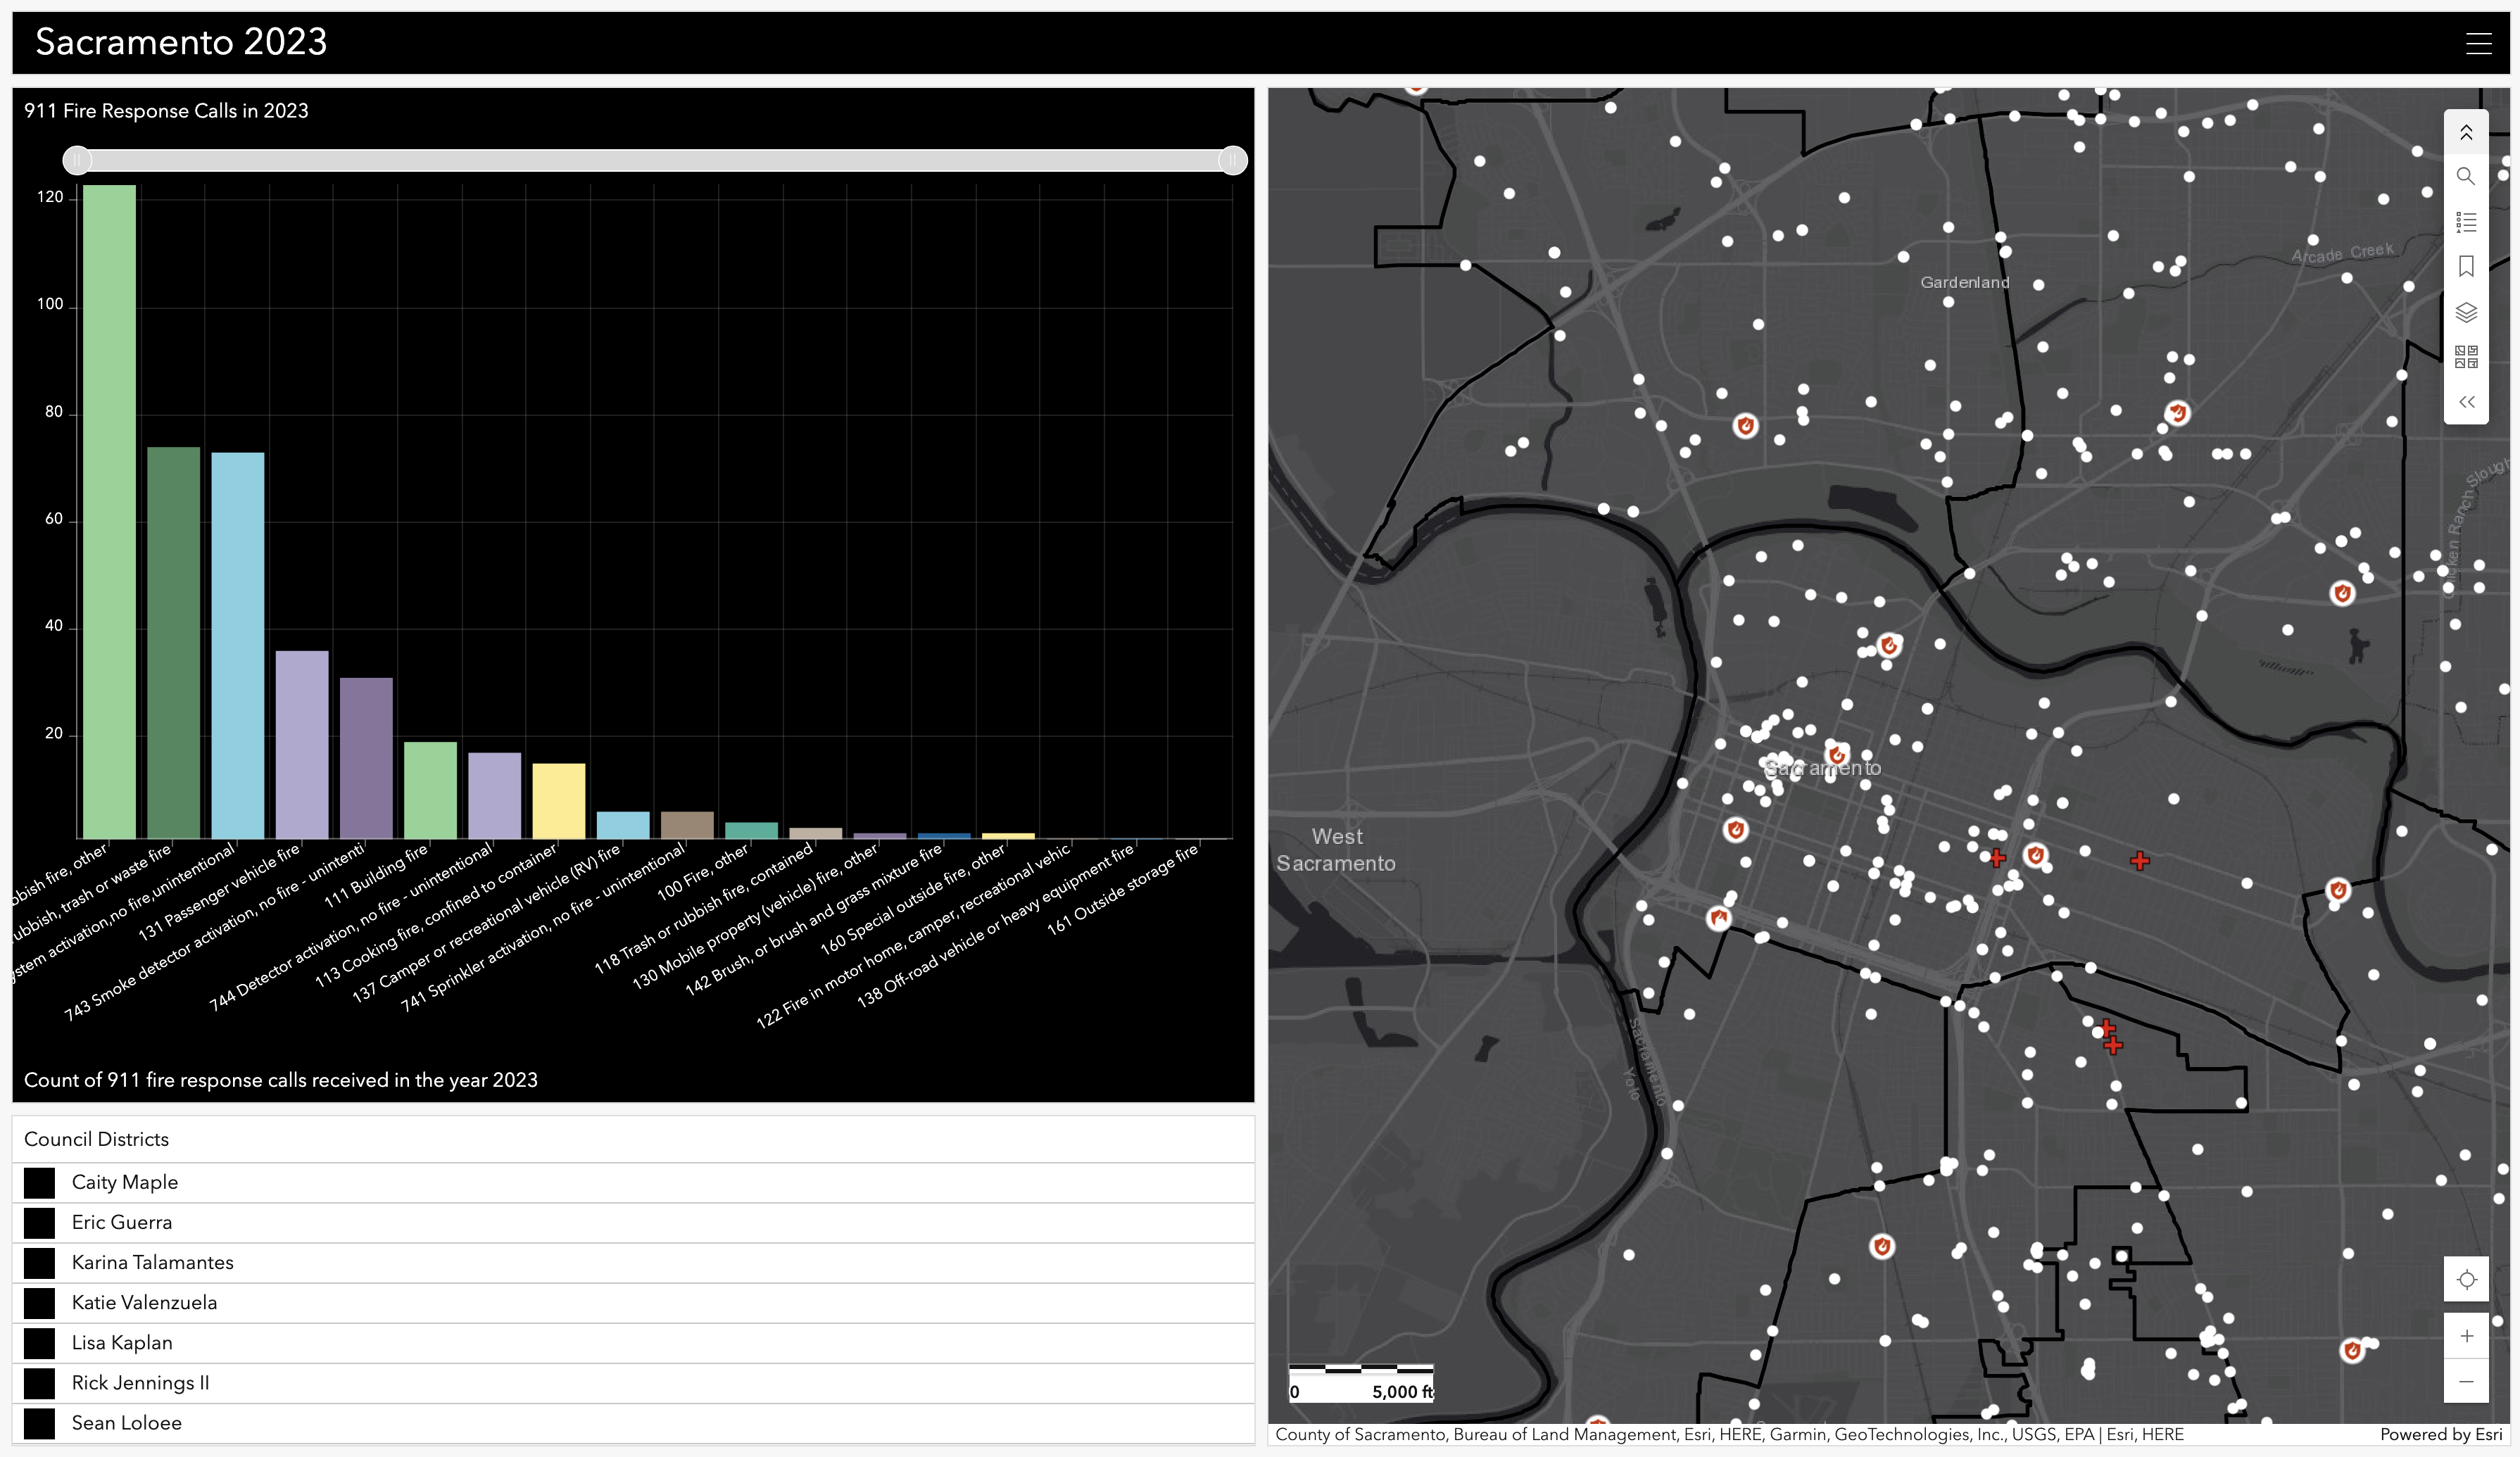 Sacramento 2023
911 Fire Response Calls in 2023
120
100
80
60
40
20
fire, other
trash or waste fire
activation,no fire,unintentional
131 Passenger vehicle fire
743 Smoke detector activation, no fire - unintenti
111 Building fire
744 Detector activation, no fire - unintentional
113 Cooking fire, confined to container
137 Camper or recreational vehicle (RV) fire
741 Sprinkler activation, no fire - unintentional
100 Fire, other
118 Trash or rubbish fire, contained
130 Mobile property (vehicle) fire, other
142 Brush, or brush and grass mixture fire
160 Special outside fire, other
122 Fire in motor home, camper, recreational vehic
138 Off-road vehicle or heavy equipment fire
161 Outside storage fire
Count of 911 fire response calls received in the year 2023
Council Districts
Caity Maple
Eric Guerra
Karina Talamantes
Katie Valenzuela
Lisa Kaplan
Rick Jennings II
Sean Loloee
Arcade Creek
Gardenland
Ranch Slough
Sacramento
West
Sacramento
Sacramento
Yolo
0 5,000 ft
County of Sacramento, Bureau of Land Management, Esri, HERE, Garmin, GeoTechnologies, Inc., USGS, EPA | Esri, HERE
Powered by Esri